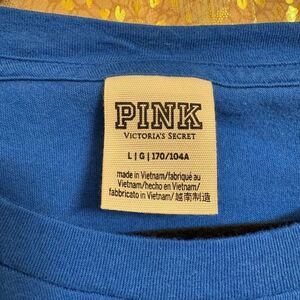 PINK
VICTORIA'S SECRET
L | G | 170/104A
made in Vietnam/fabriqué au
Vietnam/hecho en Vietnam/
fabbricato in Vietnam/越南制造